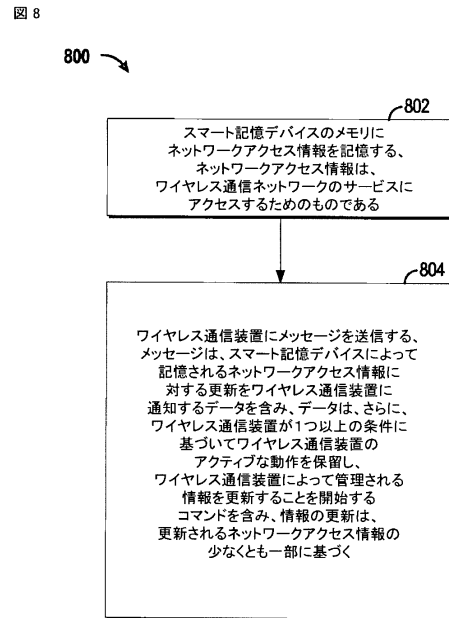 図 8
800
802
スマート記憶デバイスのメモリに
ネットワークアクセス情報を記憶する、
ネットワークアクセス情報は、
ワイヤレス通信ネットワークのサービスに
アクセスするためのものである
804
ワイヤレス通信装置にメッセージを送信する、
メッセージは、スマート記憶デバイスによって
記憶されるネットワークアクセス情報に
対する更新をワイヤレス通信装置に
通知するデータを含み、データは、さらに、
ワイヤレス通信装置が1つ以上の条件に
基づいてワイヤレス通信装置の
アクティブな動作を保留し、
ワイヤレス通信装置によって管理される
情報を更新することを開始する
コマンドを含み、情報の更新は、
更新されるネットワークアクセス情報の
少なくとも一部に基づく